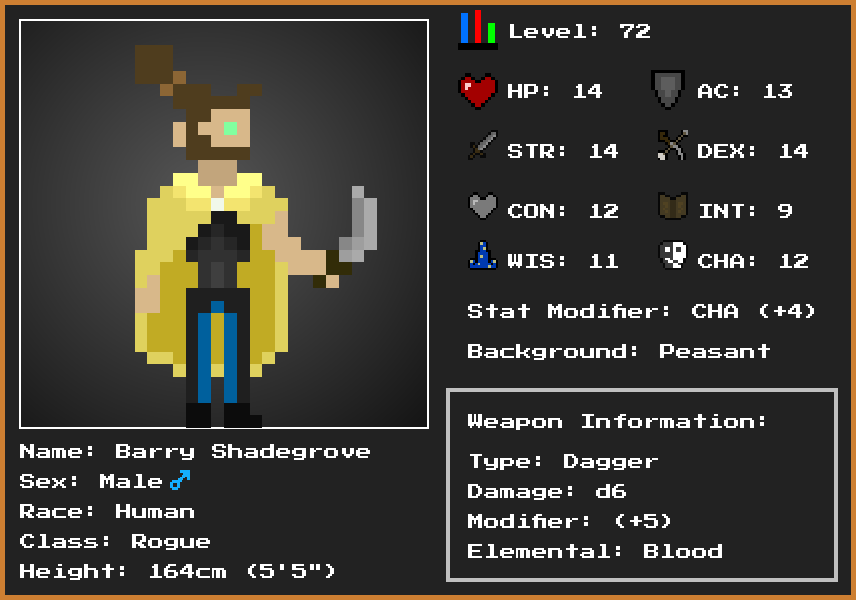 Level: 72
HP: 14 AC: 13
STR: 14 DEX: 14
CON: 12 INT: 9
WIS: 11 CHA: 12
Stat Modifier: CHA (+4)
Background: Peasant
Weapon Information:
Type: Dagger
Damage: d6
Modifier: (+5)
Elemental: Blood
Name: Barry Shadegrove
Sex: Male ♂
Race: Human
Class: Rogue
Height: 164cm (5'5")